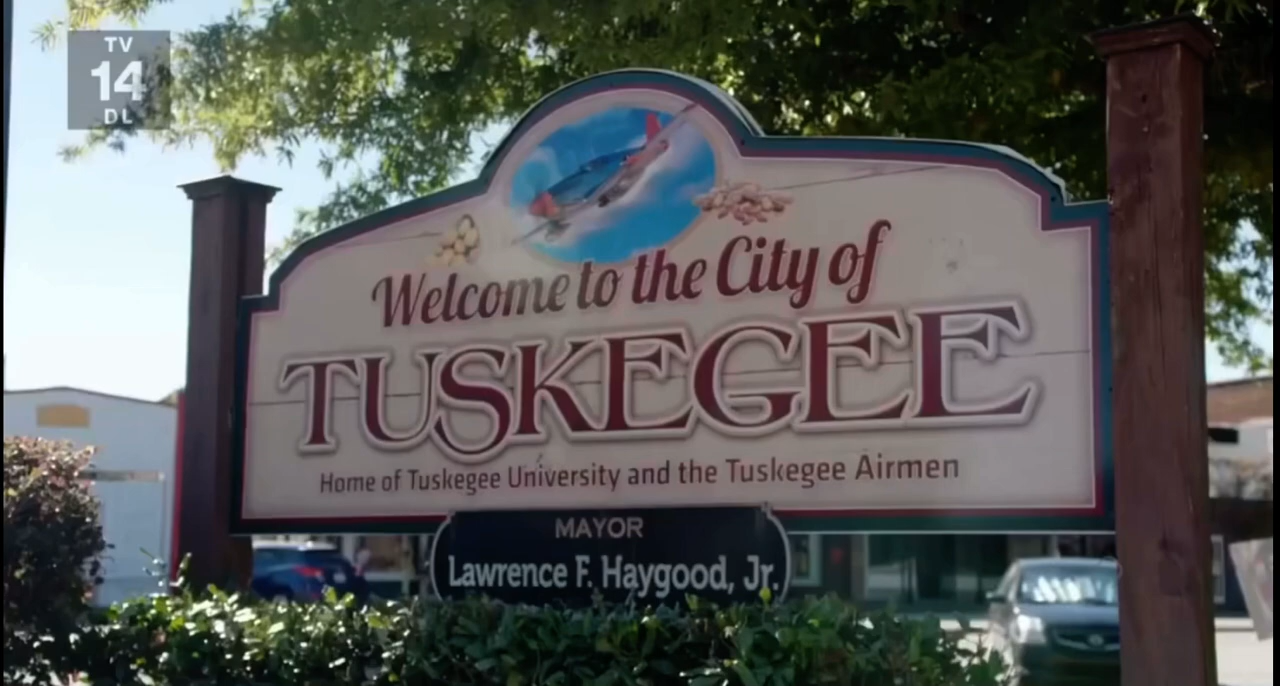 TV
14
DL
Welcome to the City of
TUSKEGEE
Home of Tuskegee University and the Tuskegee Airmen
MAYOR
Lawrence F. Haygood, Jr.